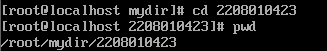 [root@localhost mydir]# cd 2208010423
[root@localhost 2208010423]# pwd
/root/mydir/2208010423